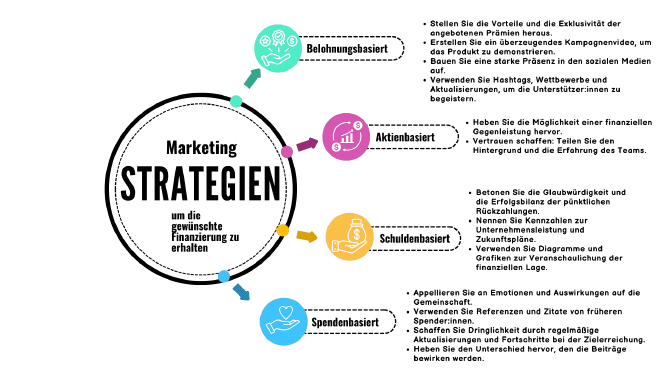 Marketing
STRATEGIEN
um die
gewünschte
Finanzierung zu
erhalten
Belohnungsbasiert
• Stellen Sie die Vorteile und die Exklusivität der
angebotenen Prämien heraus.
• Erstellen Sie ein überzeugendes Kampagnenvideo, um
das Produkt zu demonstrieren.
• Bauen Sie eine starke Präsenz in den sozialen Medien
auf.
• Verwenden Sie Hashtags, Wettbewerbe und
Aktualisierungen, um die Unterstützer:innen zu
begeistern.
Aktienbasiert
• Heben Sie die Möglichkeit einer finanziellen
Gegenleistung hervor.
• Vertrauen schaffen: Teilen Sie den
Hintergrund und die Erfahrung des Teams.
Schuldenbasiert
• Betonen Sie die Glaubwürdigkeit und
die Erfolgsbilanz der pünktlichen
Rückzahlungen.
• Nennen Sie Kennzahlen zur
Unternehmensleistung und
Zukunftspläne.
• Verwenden Sie Diagramme und
Grafiken zur Veranschaulichung der
finanziellen Lage.
Spendenbasiert
• Appellieren Sie an Emotionen und Auswirkungen auf die
Gemeinschaft.
• Verwenden Sie Referenzen und Zitate von früheren
Spender:innen.
• Schaffen Sie Dringlichkeit durch regelmäßige
Aktualisierungen und Fortschritte bei der Zielerreichung.
• Heben Sie den Unterschied hervor, den die Beiträge
bewirken werden.